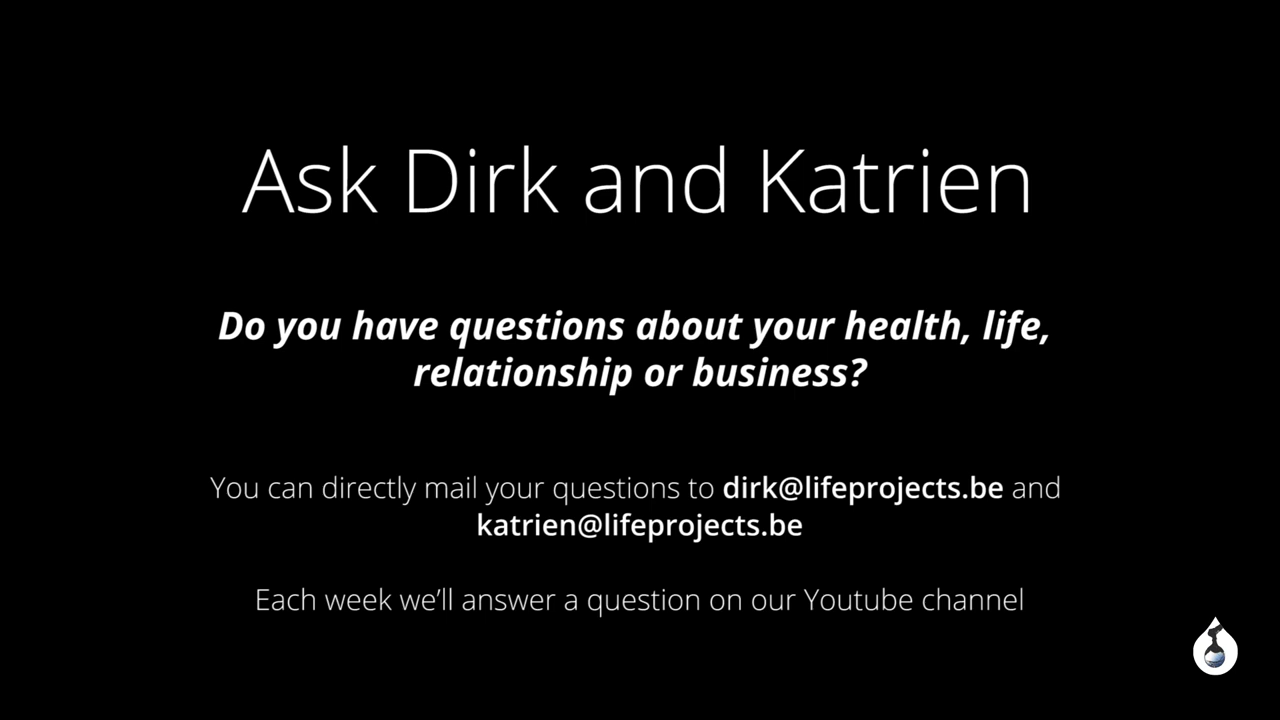 Ask Dirk and Katrien
Do you have questions about your health, life,
relationship or business?
You can directly mail your questions to dirk@lifeprojects.be and
katrien@lifeprojects.be
Each week we’ll answer a question on our Youtube channel